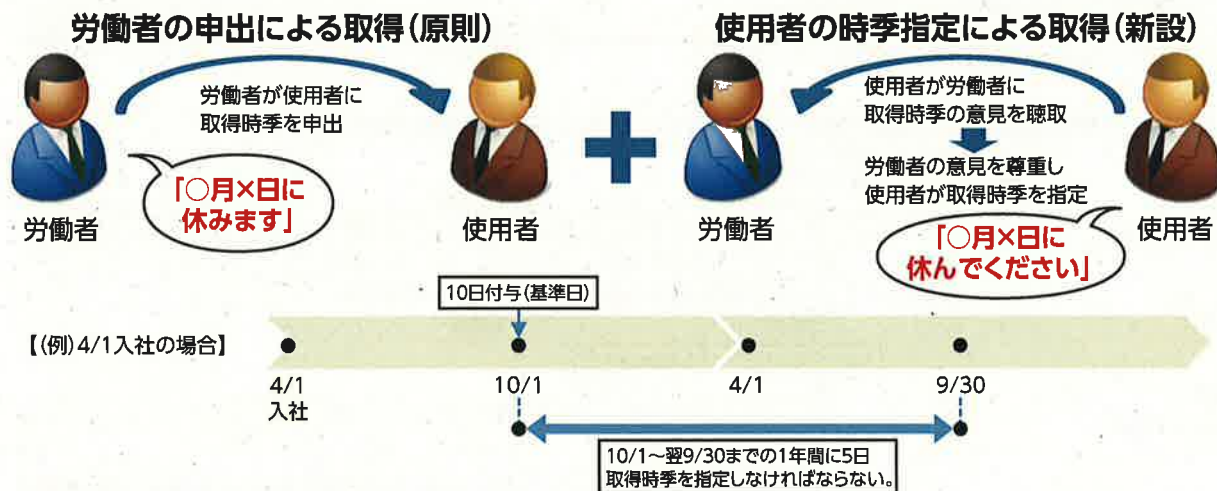 労働者の申出による取得(原則)
労働者が使用者に
取得時季を申出
「○月×日に
休みます」
労働者
使用者
使用者の時季指定による取得(新設)
使用者が労働者に
取得時季の意見を聴取
労働者の意見を尊重し
使用者が取得時季を指定
「○月×日に
休んでください」
労働者
使用者
10日付与(基準日)
【(例)4/1入社の場合】
4/1
入社
10/1
4/1
9/30
10/1～翌9/30までの1年間に5日
取得時季を指定しなければならない。